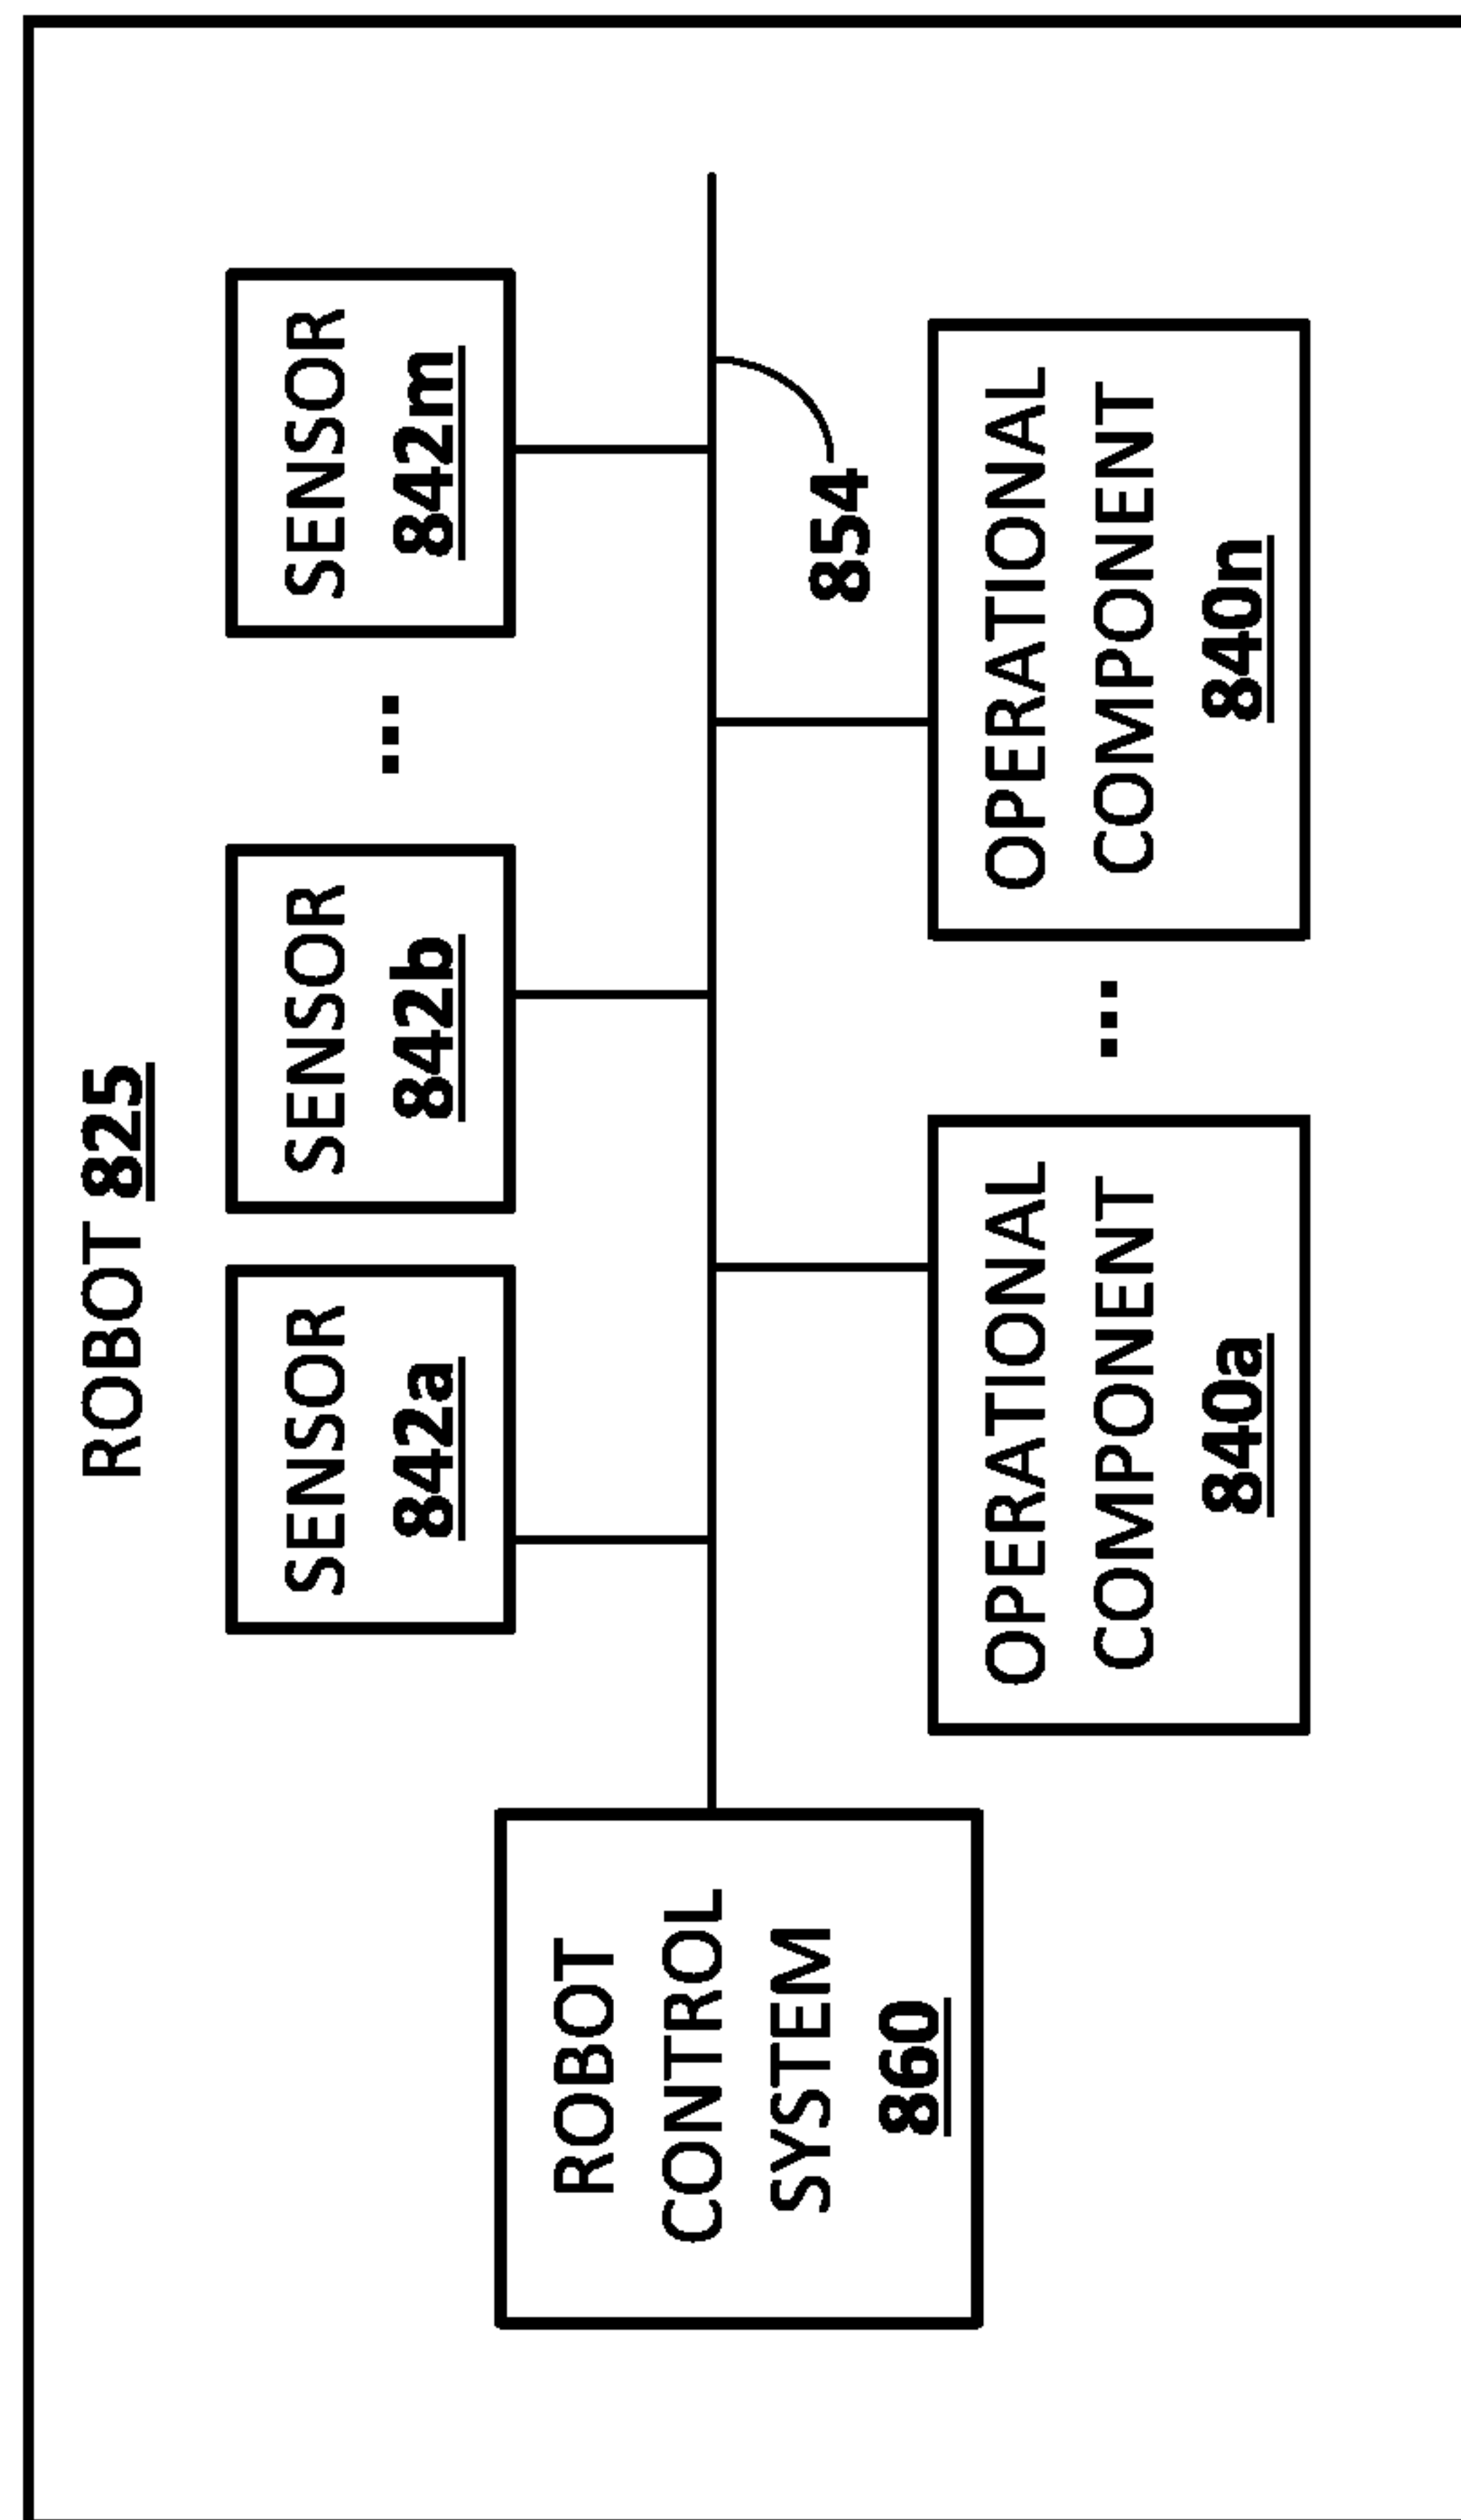 ROBOT 825
SENSOR
842a
SENSOR
842b
...
SENSOR
842m
854
ROBOT
CONTROL
SYSTEM
860
OPERATIONAL
COMPONENT
840a
...
OPERATIONAL
COMPONENT
840n